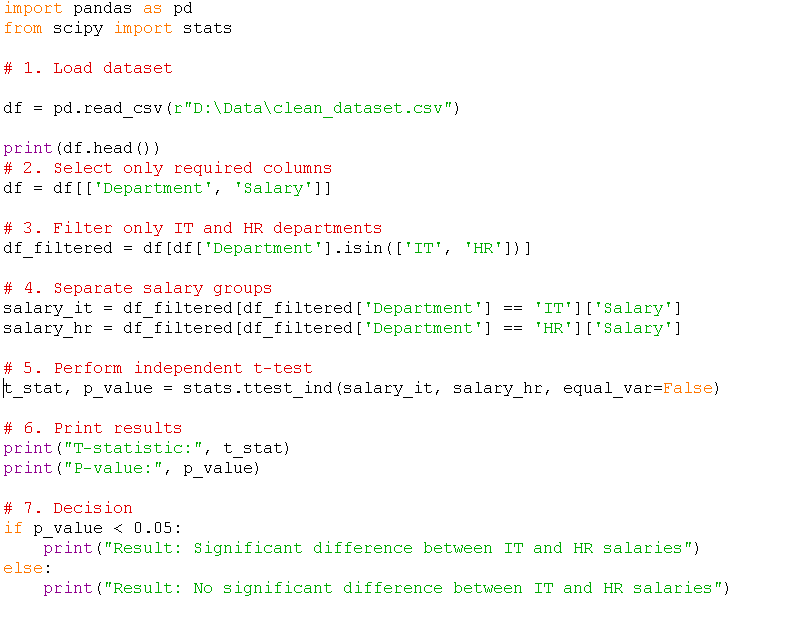 import pandas as pd
from scipy import stats
# 1. Load dataset
df = pd.read_csv(r"D:\Data\clean_dataset.csv")
print(df.head())
# 2. Select only required columns
df = df[['Department', 'Salary']]
# 3. Filter only IT and HR departments
df_filtered = df[df['Department'].isin(['IT', 'HR'])]
# 4. Separate salary groups
salary_it = df_filtered[df_filtered['Department'] == 'IT']['Salary']
salary_hr = df_filtered[df_filtered['Department'] == 'HR']['Salary']
# 5. Perform independent t-test
t_stat, p_value = stats.ttest_ind(salary_it, salary_hr, equal_var=False)
# 6. Print results
print("T-statistic:", t_stat)
print("P-value:", p_value)
# 7. Decision
if p_value < 0.05:
    print("Result: Significant difference between IT and HR salaries")
else:
    print("Result: No significant difference between IT and HR salaries")